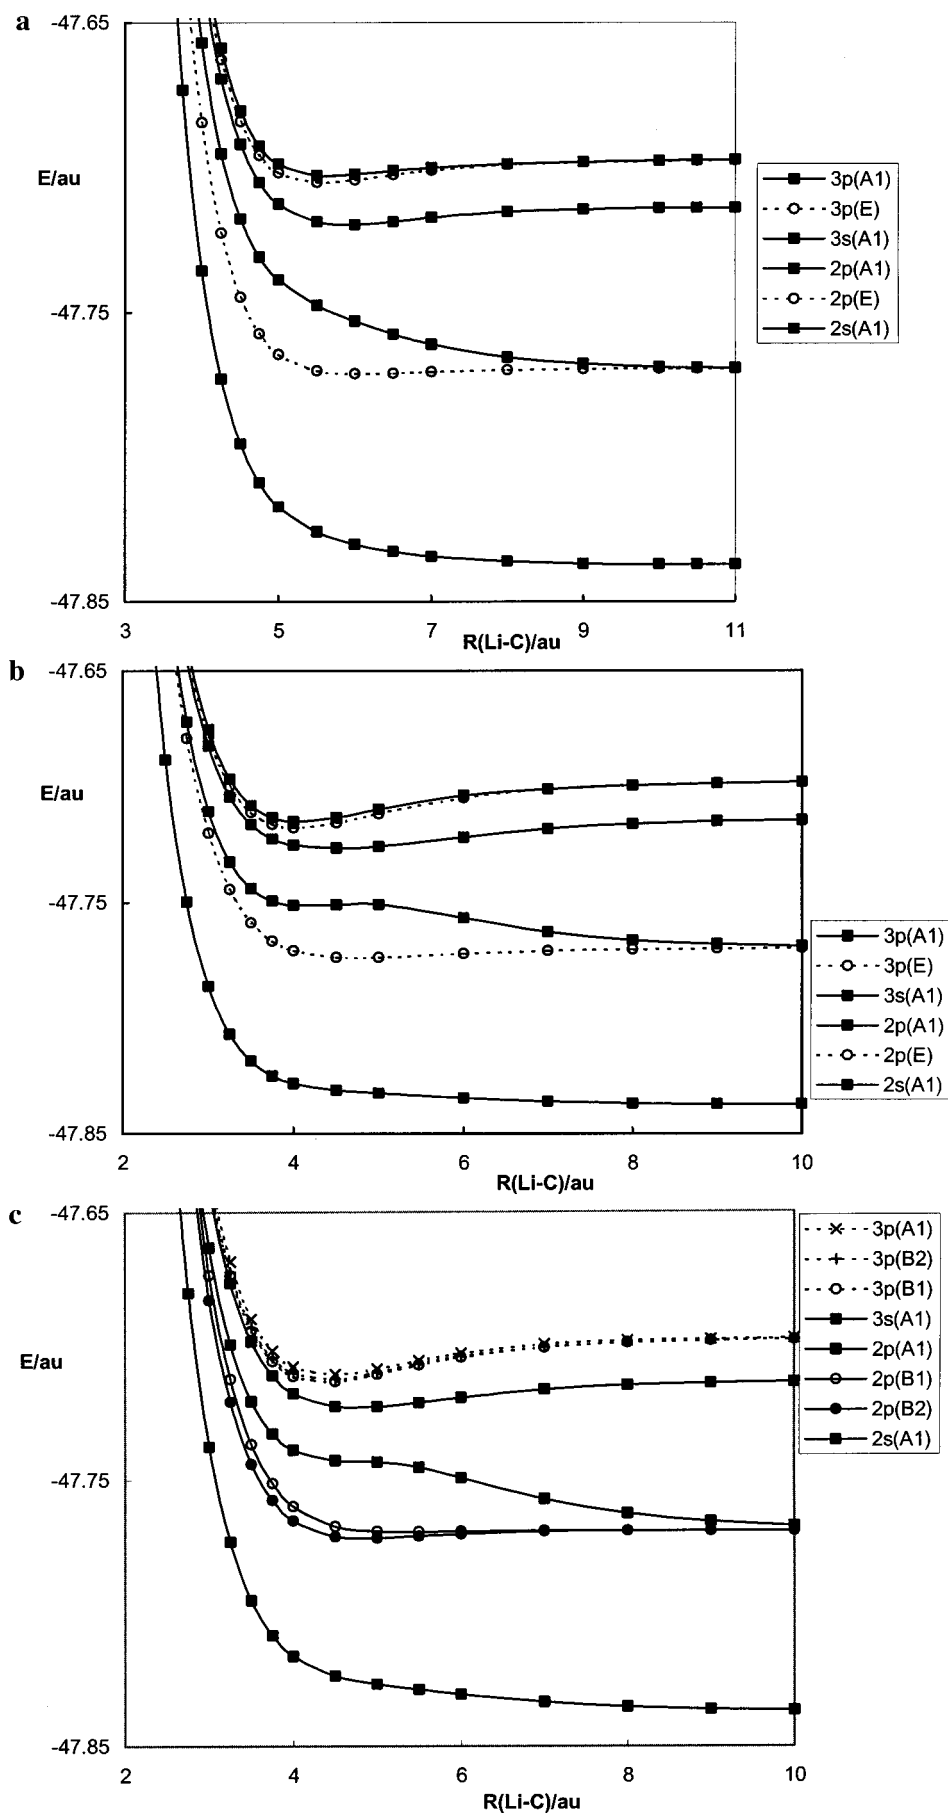 a
-47.65
E/au
-47.75
-47.85
3 5 7 9 11
R(Li-C)/au
3p(A1)
3p(E)
3s(A1)
2p(A1)
2p(E)
2s(A1)
b
-47.65
E/au
-47.75
-47.85
2 4 6 8 10
R(Li-C)/au
3p(A1)
3p(E)
3s(A1)
2p(A1)
2p(E)
2s(A1)
c
-47.65
E/au
-47.75
-47.85
2 4 6 8 10
R(Li-C)/au
3p(A1)
3p(B2)
3p(B1)
3s(A1)
2p(A1)
2p(B1)
2p(B2)
2s(A1)